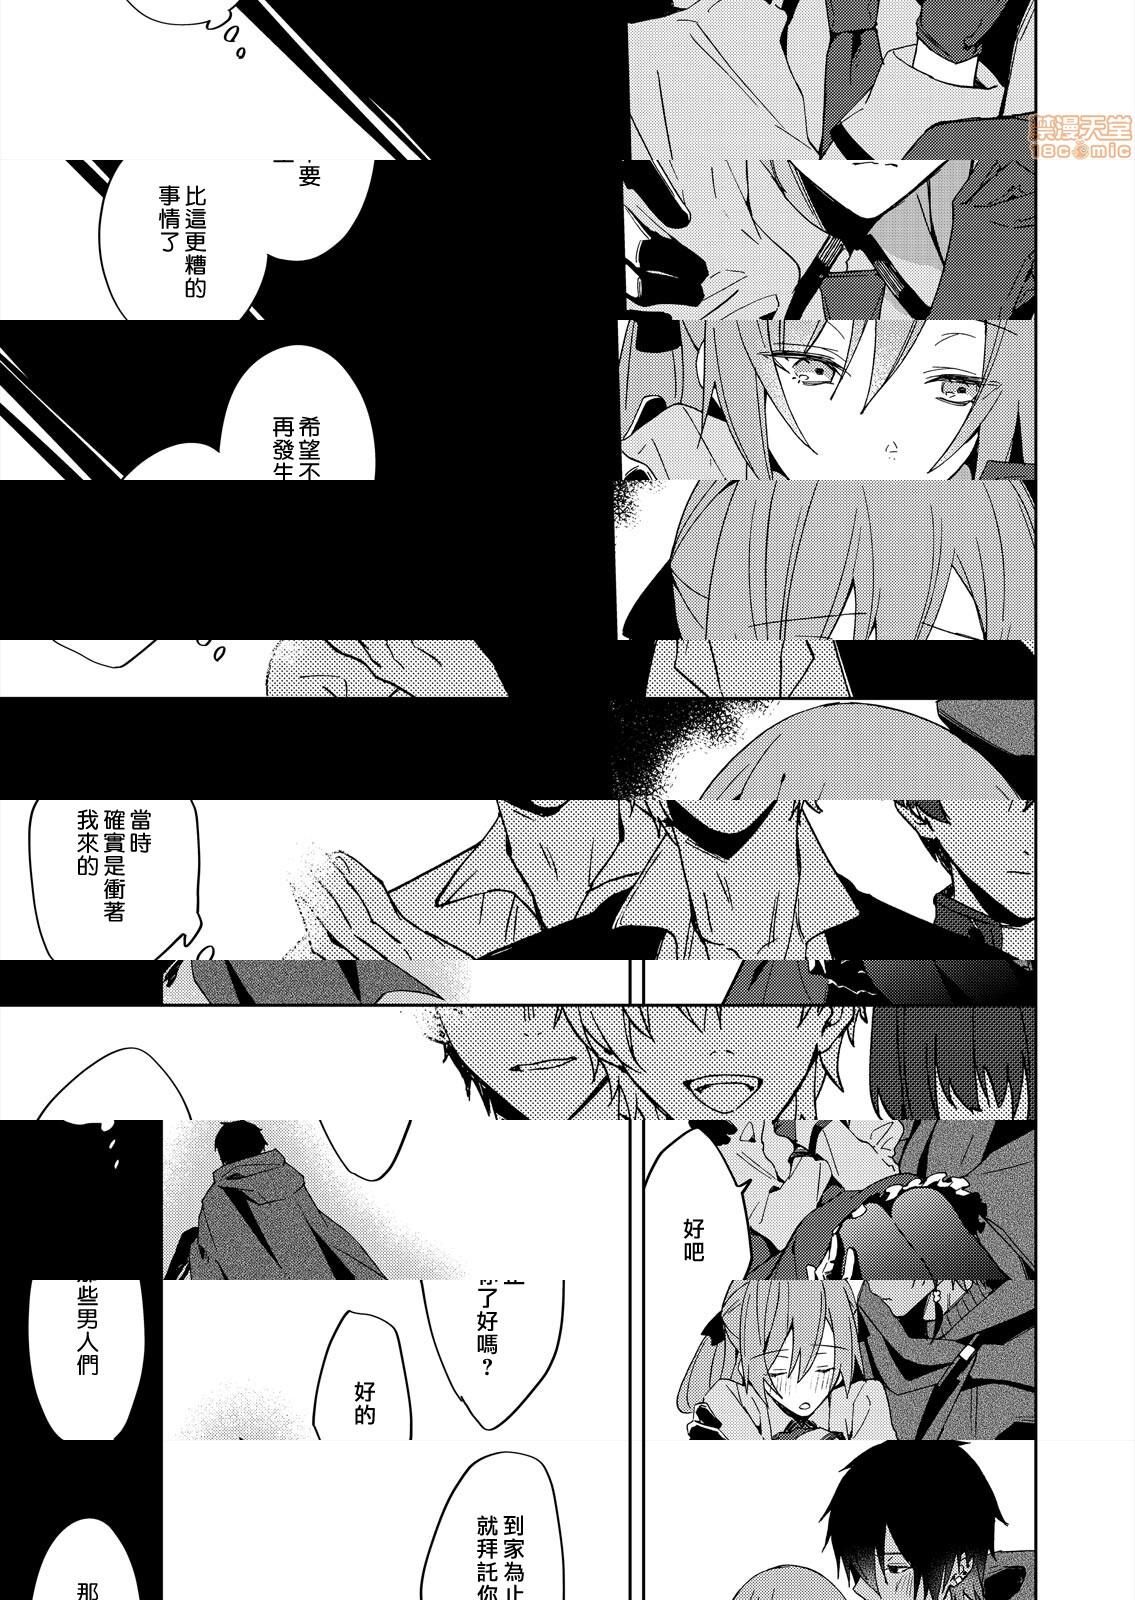 好吧
到家為止
就拜託你了好嗎?
好的
那些男人們
當時
確實是衝著
我來的
希望不要
再發生
比這更糟的
事情了
禁漫天堂
18comic